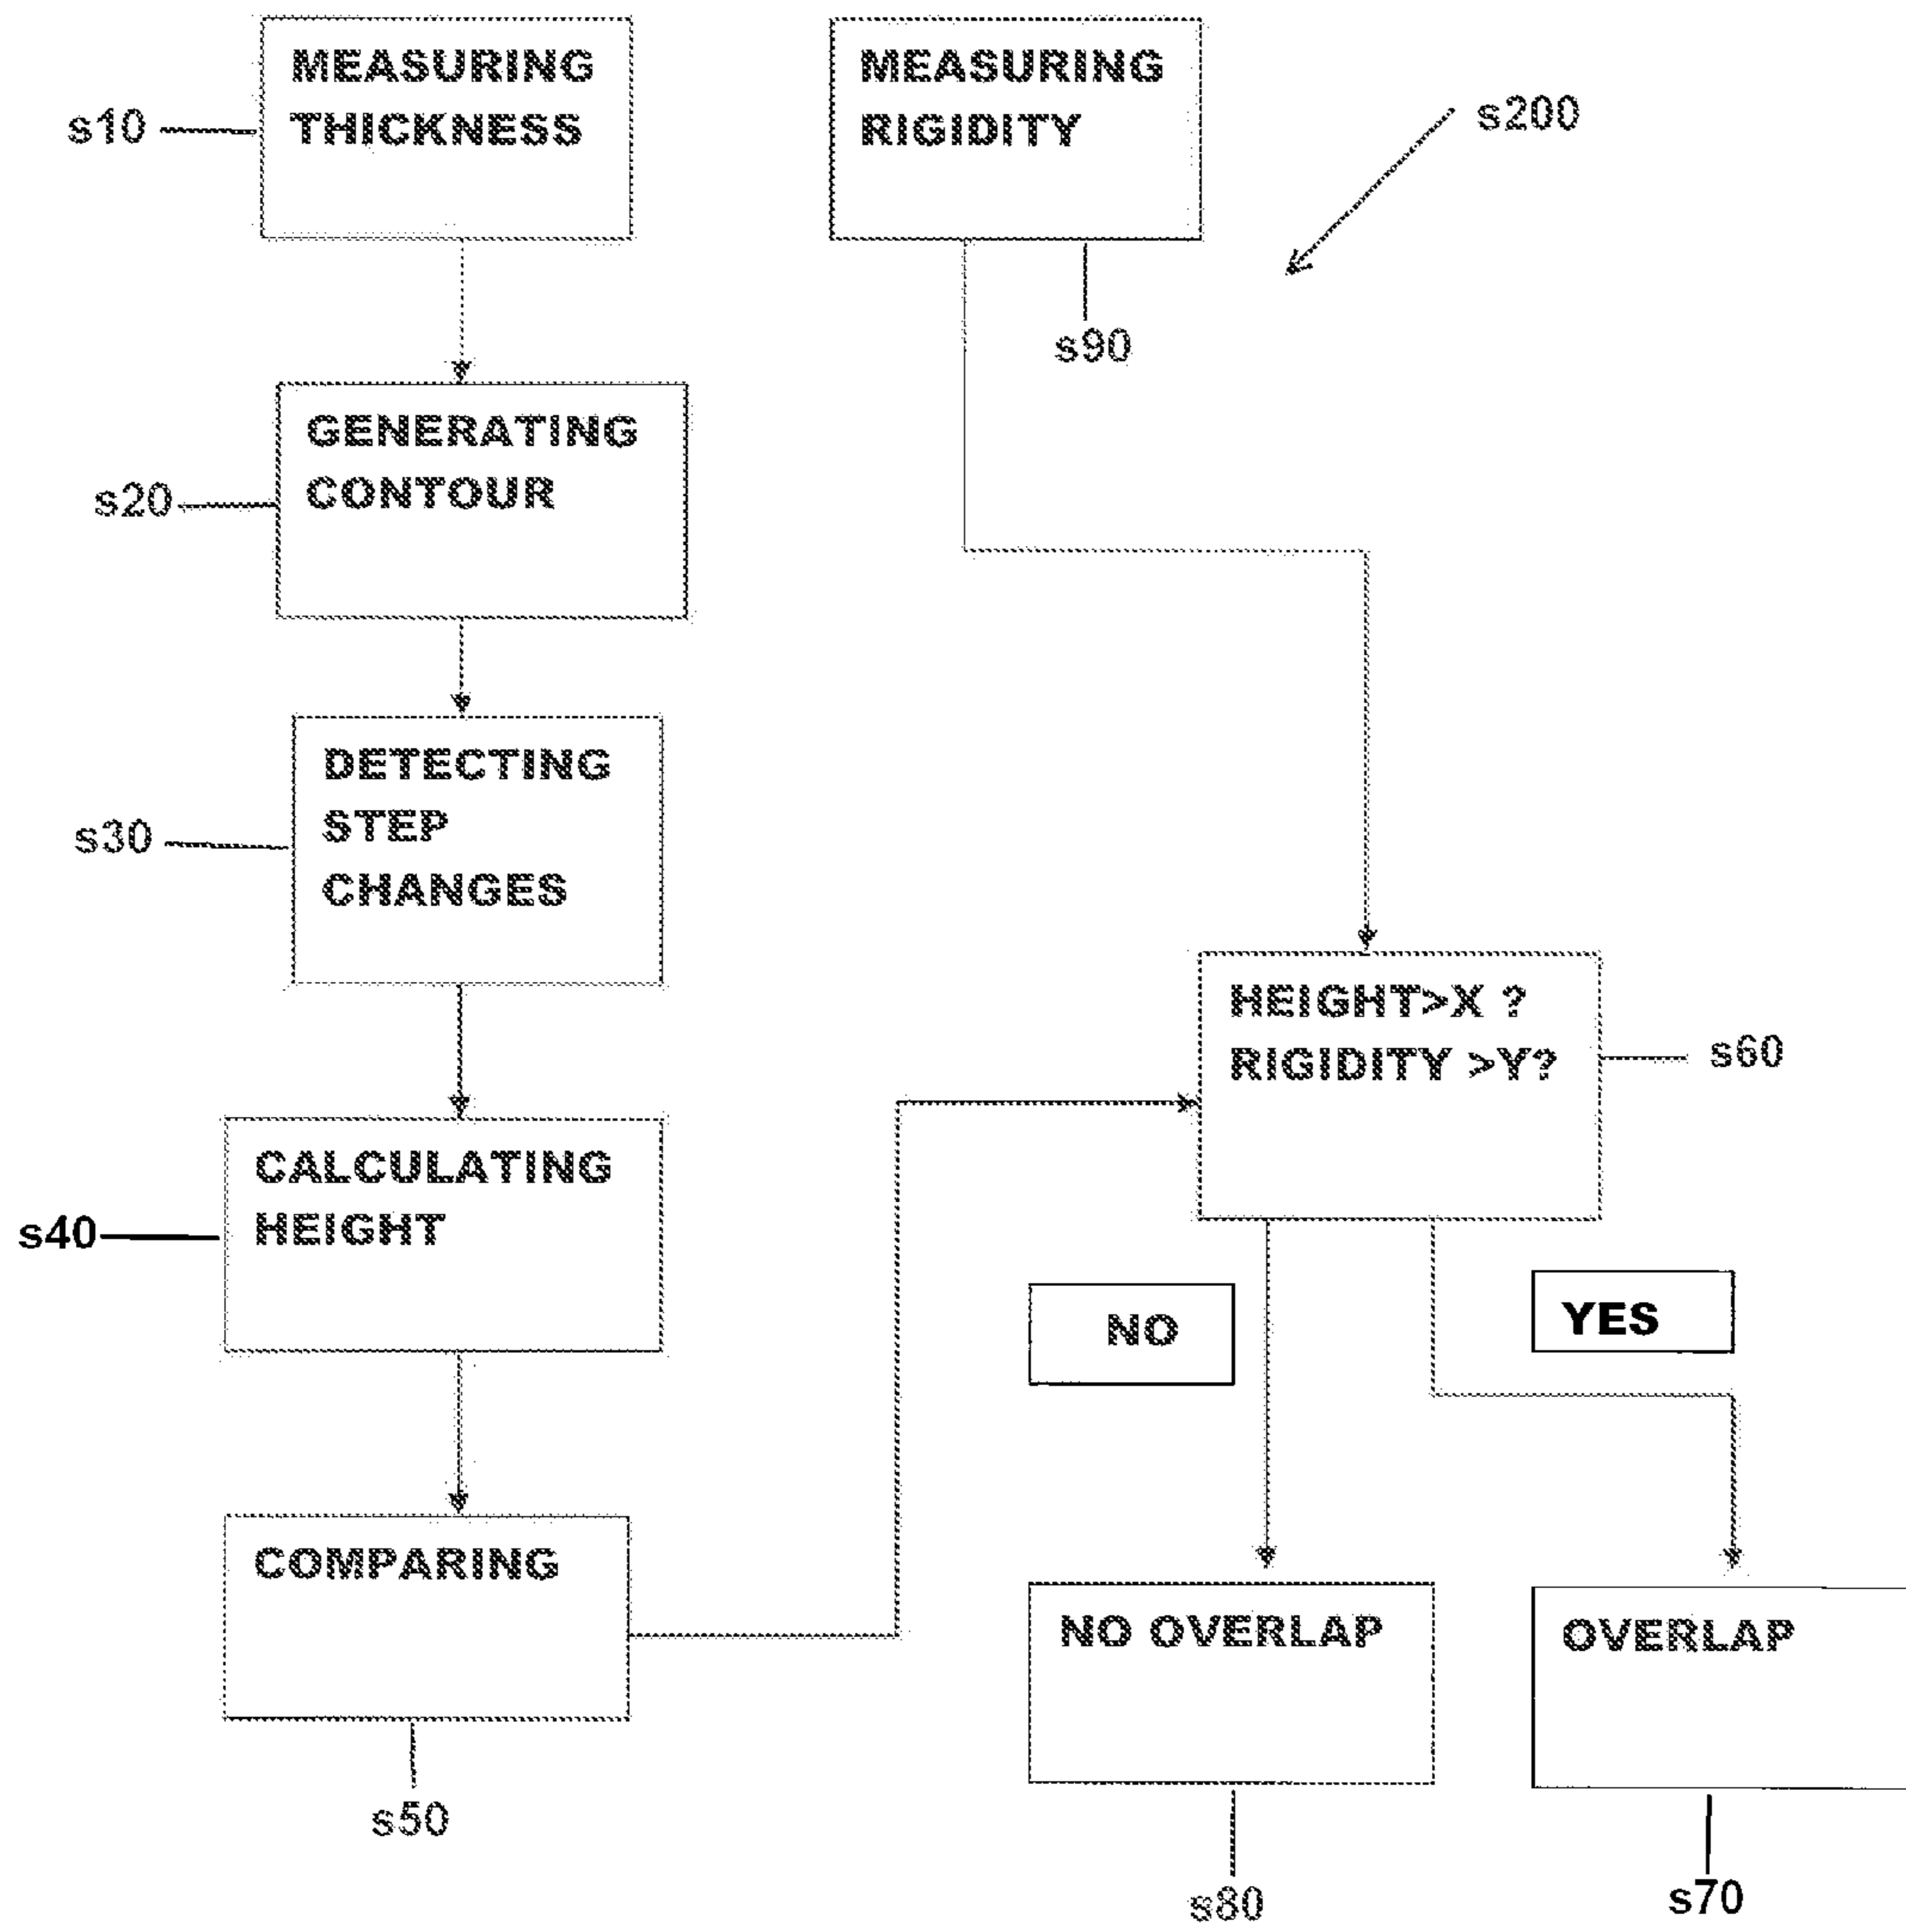 MEASURING
THICKNESS
s10
MEASURING
RIGIDITY
s90
s200
GENERATING
CONTOUR
s20
DETECTING
STEP
CHANGES
s30
CALCULATING
HEIGHT
s40
COMPARING
s50
HEIGHT>X ?
RIGIDITY >Y?
s60
NO
YES
NO OVERLAP
s80
OVERLAP
s70